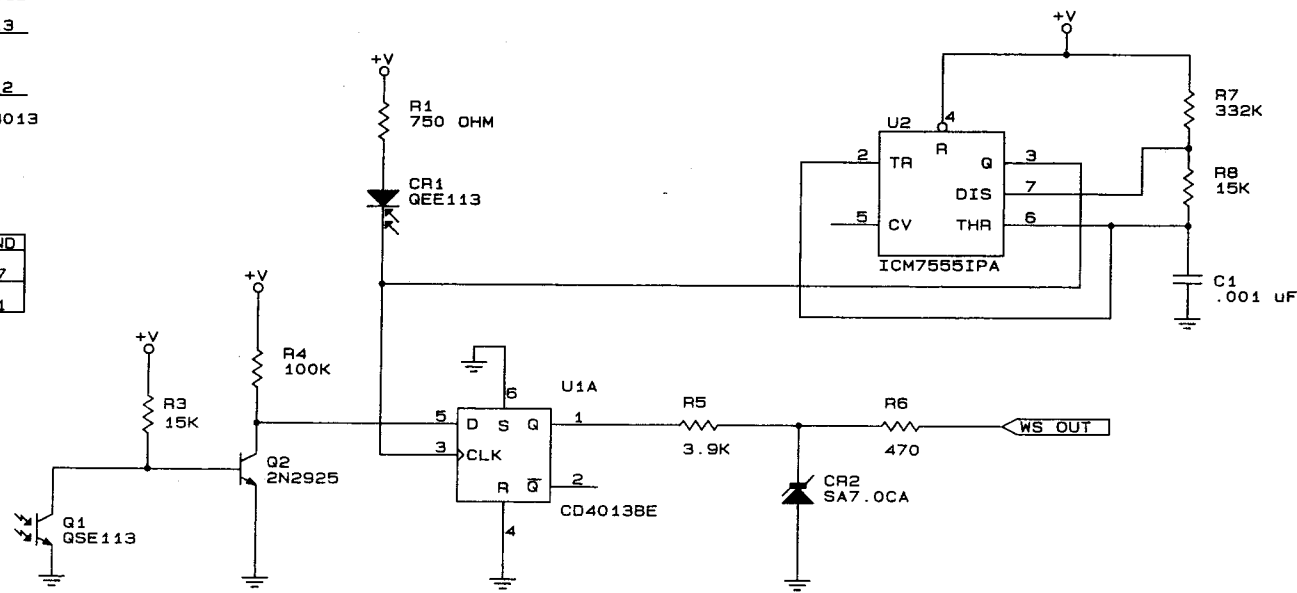 3
2
4013
ND
7
1
+V
R1
750 OHM
CR1
QEE113
+V
R4
100K
+V
R3
15K
Q1
QSE113
Q2
2N2925
U1A
6
5 D S Q 1
3 CLK
R Q̅ 2
4
CD4013BE
R5
3.9K
R6
470
WS OUT
CR2
SA7.0CA
+V
U2
4
R
2 TR Q 3
DIS 7
5 CV THR 6
ICM7555IPA
R7
332K
R8
15K
C1
.001 uF